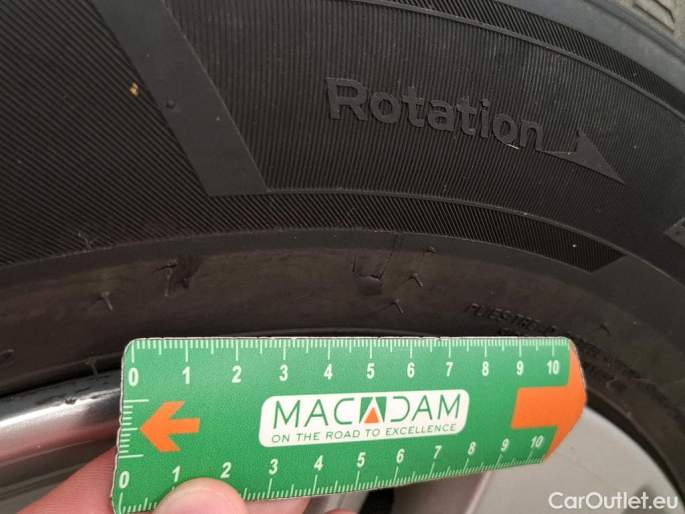 Rotation
0 1 2 3 4 5 6 7 8 9 10
MACADAM
ON THE ROAD TO EXCELLENCE
0 1 2 3 4 5 6 7 8 9 10
CarOutlet.eu